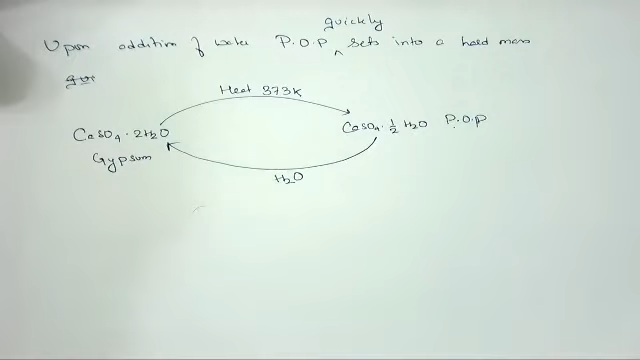 quickly
Upon addition of water P.O.P ^ sets into a hard mass
Heat 373K
CaSO4 . 2H2O CaSO4 . 1/2 H2O P.O.P
Gypsum
H2O